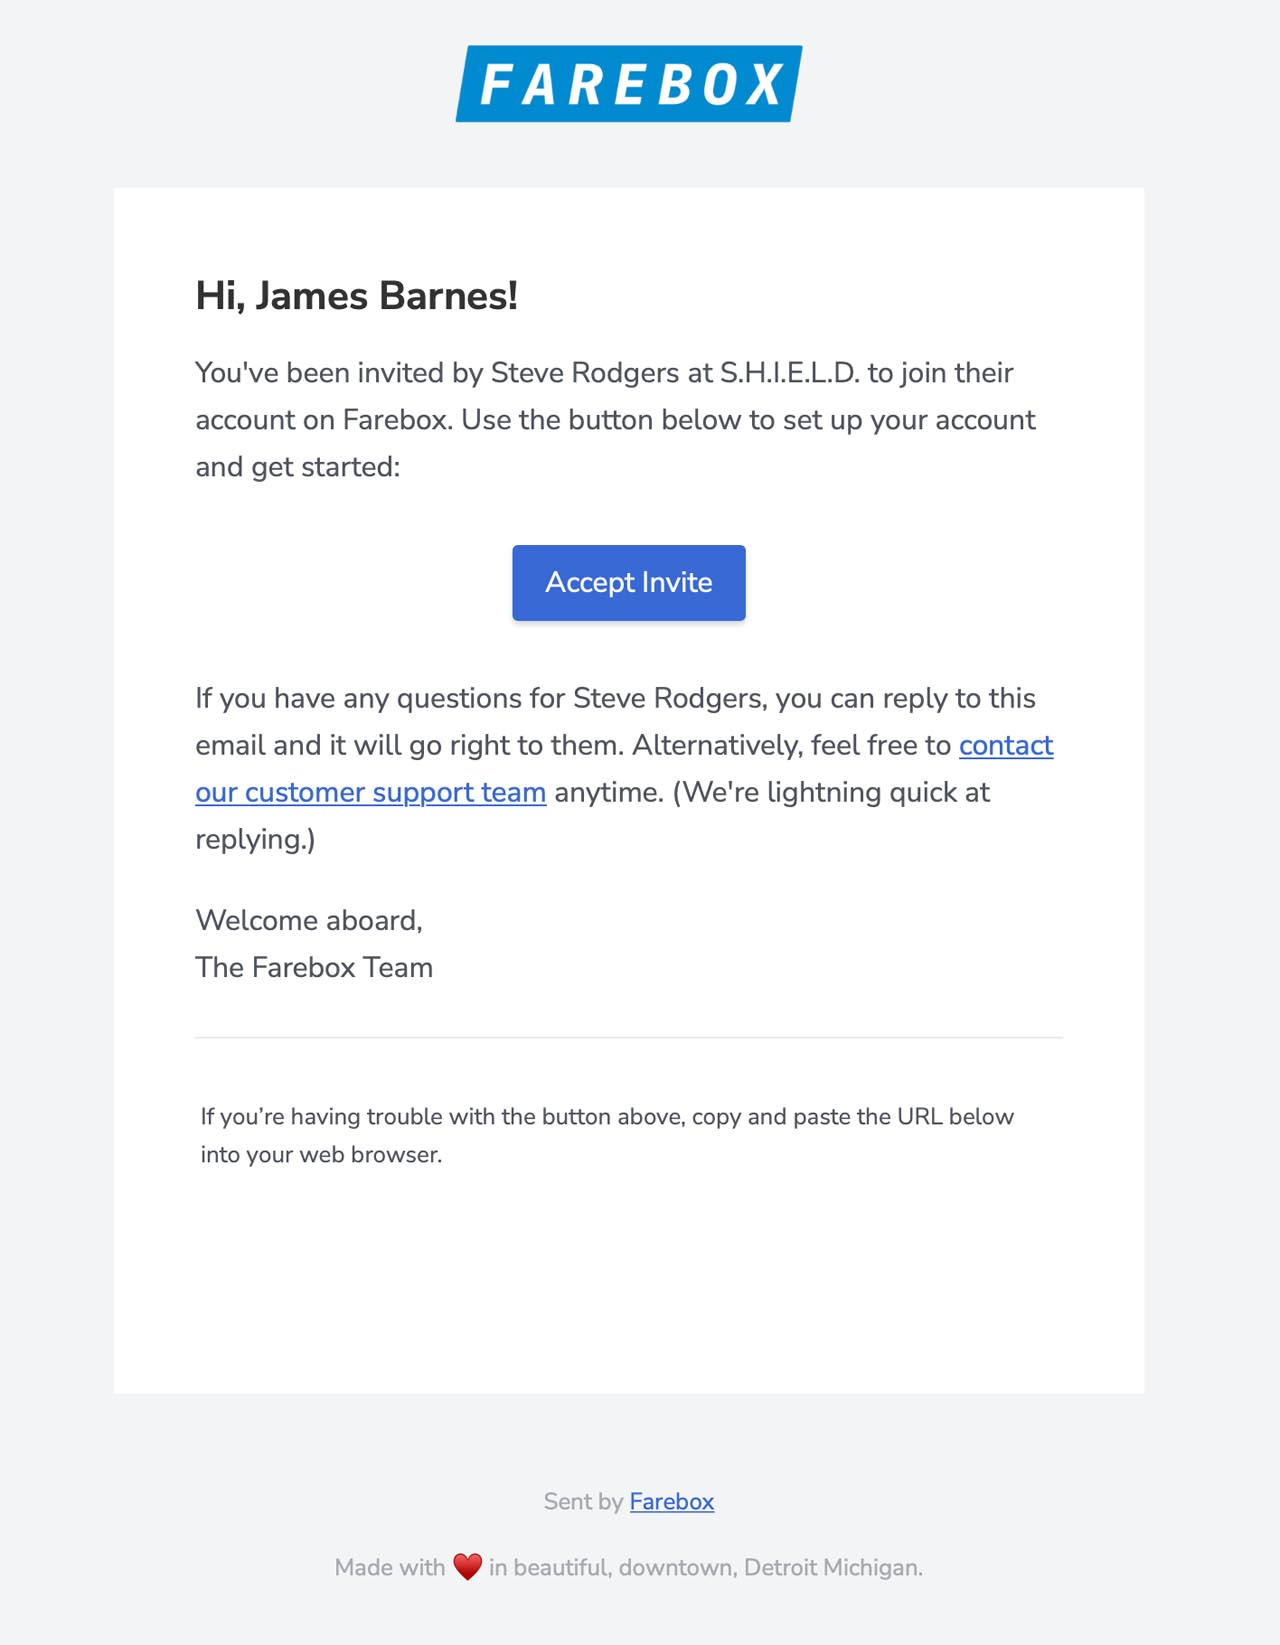 FAREBOX
Hi, James Barnes!
You've been invited by Steve Rodgers at S.H.I.E.L.D. to join their
account on Farebox. Use the button below to set up your account
and get started:
Accept Invite
If you have any questions for Steve Rodgers, you can reply to this
email and it will go right to them. Alternatively, feel free to contact
our customer support team anytime. (We're lightning quick at
replying.)
Welcome aboard,
The Farebox Team
If you’re having trouble with the button above, copy and paste the URL below
into your web browser.
Sent by Farebox
Made with ❤️ in beautiful, downtown, Detroit Michigan.